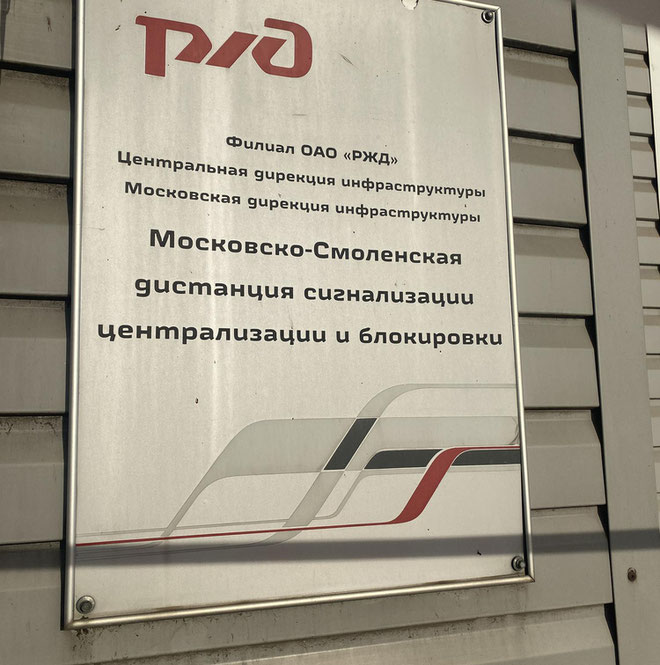 РЖД
Филиал ОАО «РЖД»
Центральная дирекция инфраструктуры
Московская дирекция инфраструктуры
Московско-Смоленская
дистанция сигнализации
централизации и блокировки